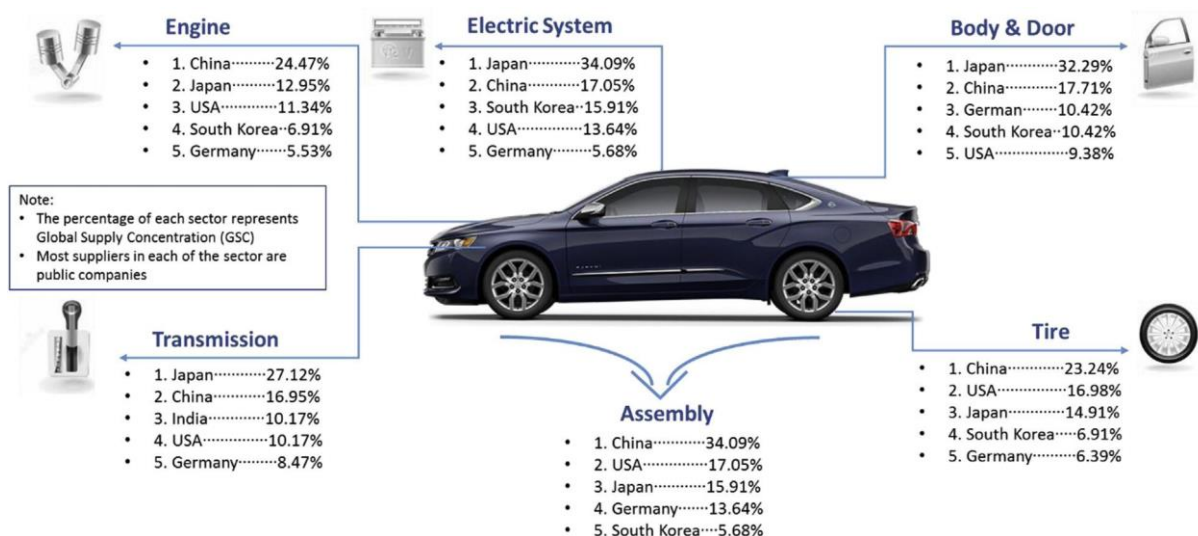 Engine
• 1. China··········24.47%
• 2. Japan··········12.95%
• 3. USA·············11.34%
• 4. South Korea··6.91%
• 5. Germany·······5.53%
Electric System
• 1. Japan··········34.09%
• 2. China··········17.05%
• 3. South Korea··15.91%
• 4. USA·············13.64%
• 5. Germany·······5.68%
Body & Door
• 1. Japan·············32.29%
• 2. China·············17.71%
• 3. German·········10.42%
• 4. South Korea··10.42%
• 5. USA···············9.38%
Note:
• The percentage of each sector represents
Global Supply Concentration (GSC)
• Most suppliers in each of the sector are
public companies
Transmission
• 1. Japan··········27.12%
• 2. China··········16.95%
• 3. India···········10.17%
• 4. USA·············10.17%
• 5. Germany········8.47%
Assembly
• 1. China··········34.09%
• 2. USA·············17.05%
• 3. Japan··········15.91%
• 4. Germany·······13.64%
• 5. South Korea····5.68%
Tire
• 1. China············23.24%
• 2. USA·············16.98%
• 3. Japan···········14.91%
• 4. South Korea···6.91%
• 5. Germany·······6.39%